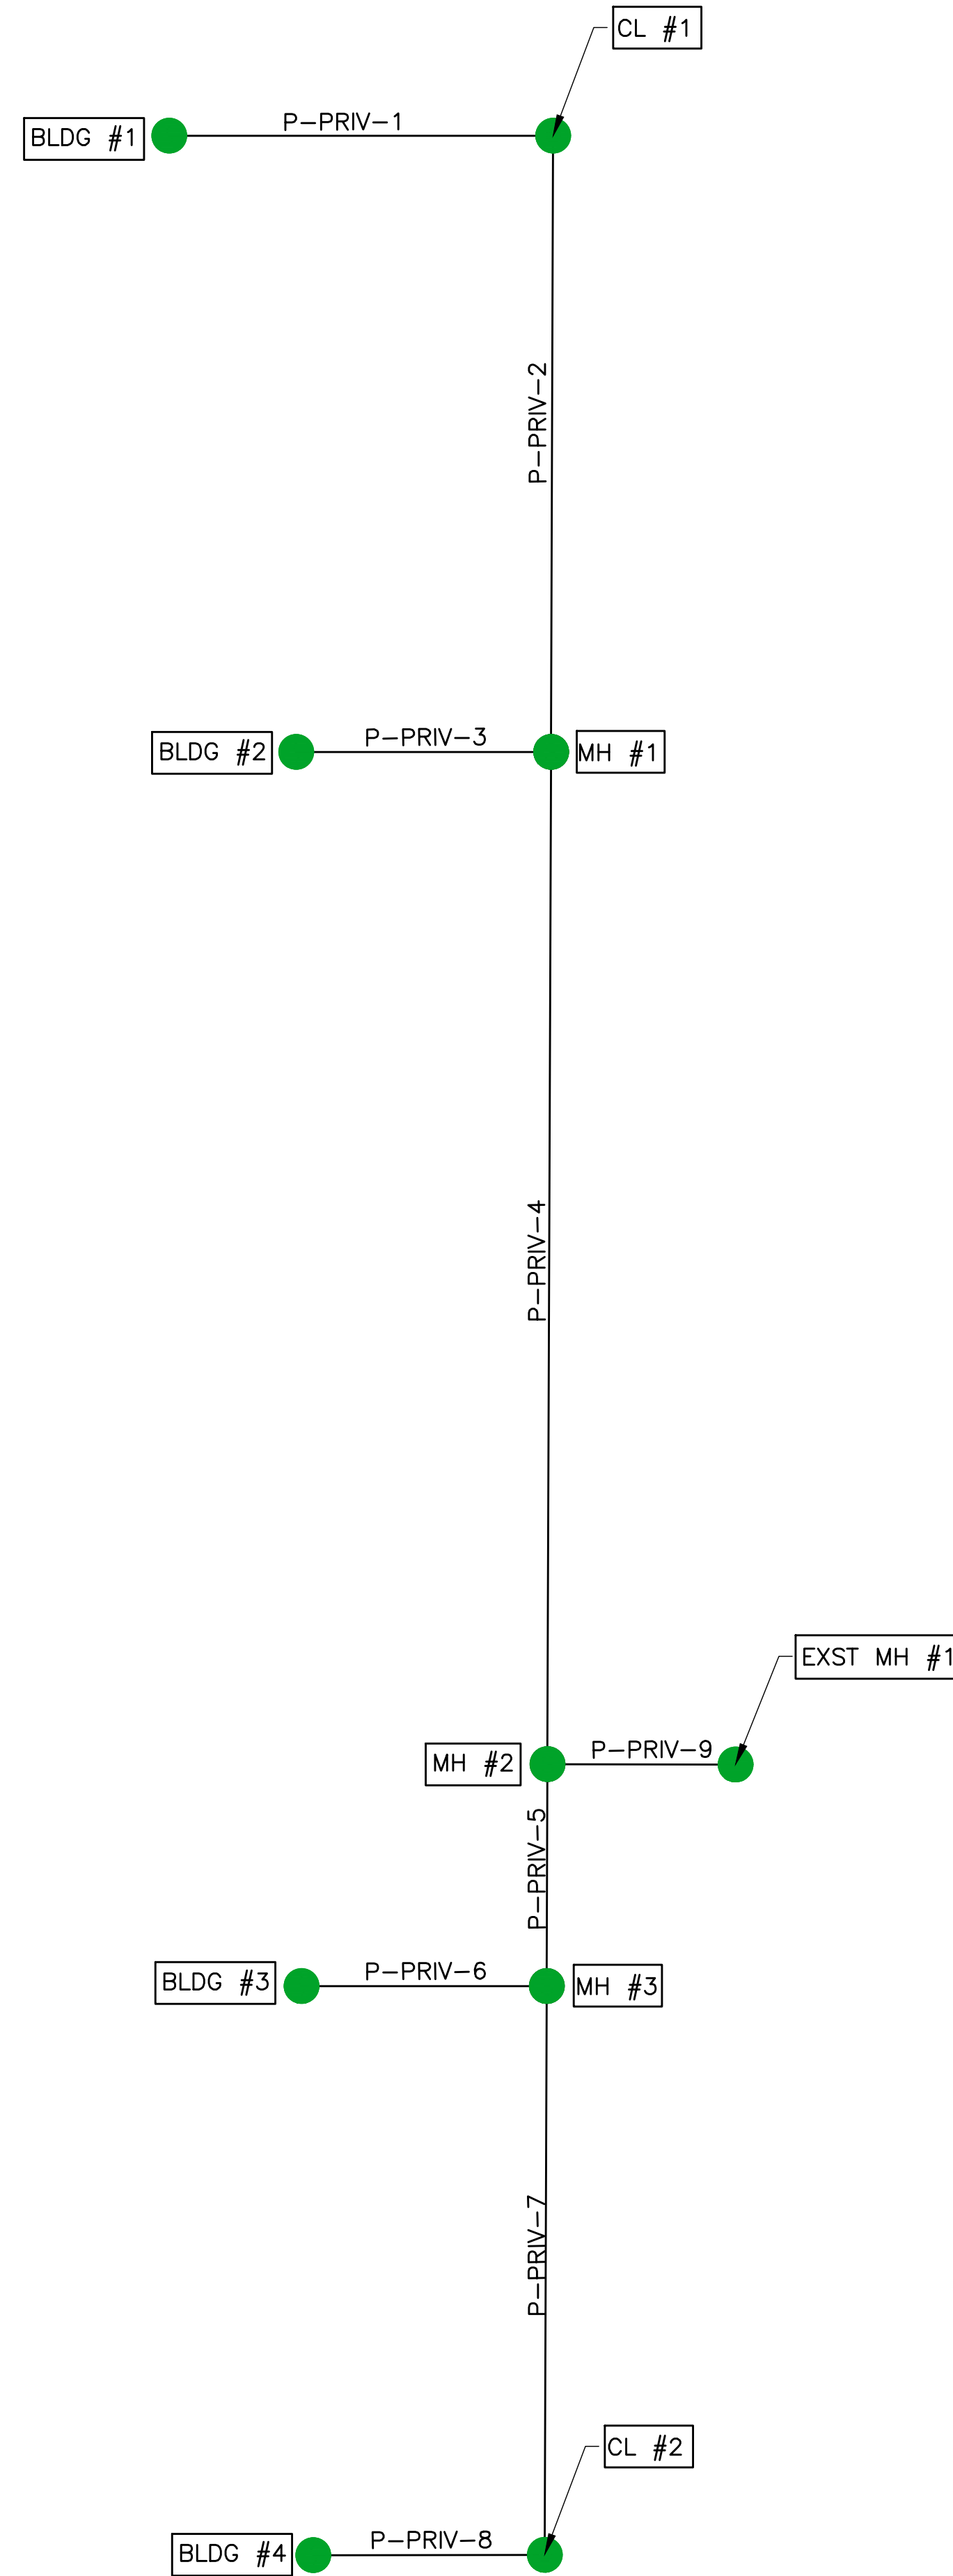 CL #1
BLDG #1
P-PRIV-1
P-PRIV-2
BLDG #2
P-PRIV-3
MH #1
P-PRIV-4
EXST MH #1
MH #2
P-PRIV-9
P-PRIV-5
BLDG #3
P-PRIV-6
MH #3
P-PRIV-7
CL #2
BLDG #4
P-PRIV-8